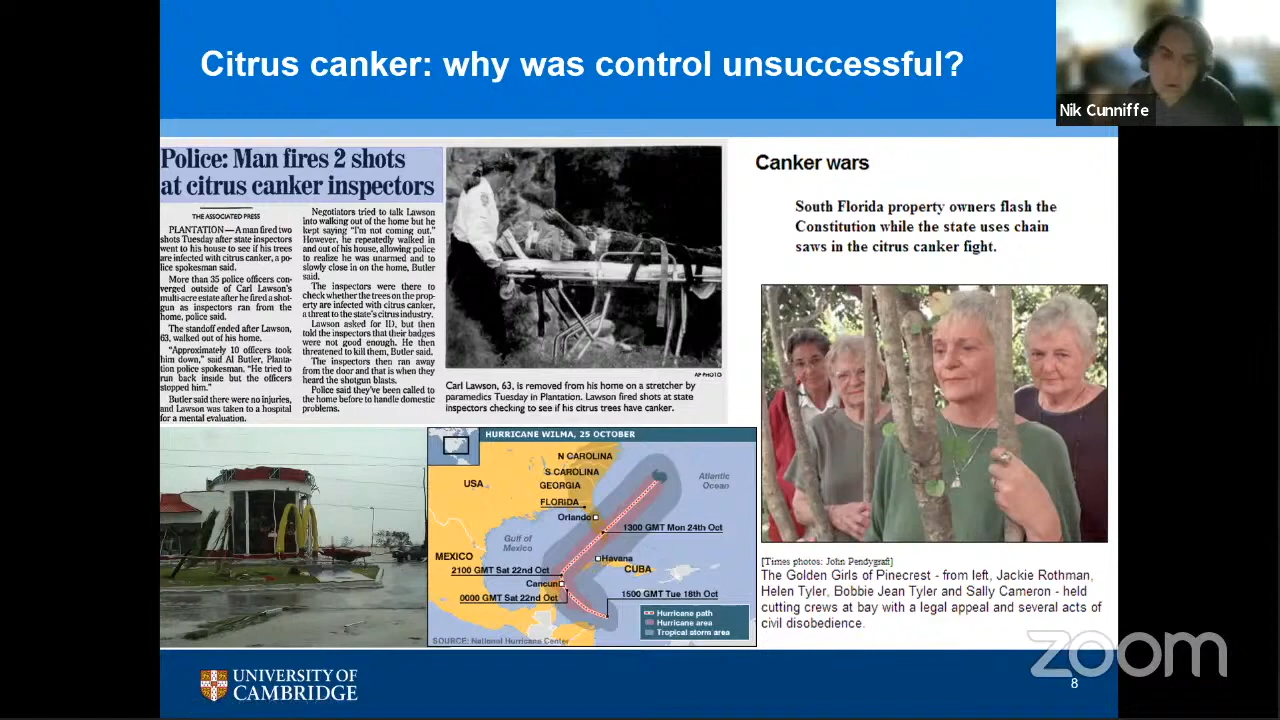 Citrus canker: why was control unsuccessful?
Nik Cunniffe
Police: Man fires 2 shots
at citrus canker inspectors
THE ASSOCIATED PRESS
PLANTATION — A man fired two
shots Tuesday after state inspectors
went to his house to see if his trees
are infected with citrus canker, a po-
lice spokesman said.
More than 35 police officers con-
verged outside of Carl Lawson's
multi-acre estate after he fired a shot-
gun as inspectors ran from the
home, police said.
The standoff ended after Lawson,
63, walked out of his home.
"Approximately 10 officers took
him down," said Al Butler, Planta-
tion police spokesman. "He tried to
run back inside but the officers
stopped him."
Butler said there were no injuries,
and Lawson was taken to a hospital
for a mental evaluation.
Negotiators tried to talk Lawson
into walking out of the home but he
kept saying "I'm not coming out."
However, he repeatedly walked in
and out of his house, allowing police
to realize he was unarmed and to
slowly close in on the home, Butler
said.
The inspectors were there to
check whether the trees on the prop-
erty are infected with citrus canker,
a threat to the state's citrus industry.
Lawson asked for ID, but then
told the inspectors that their badges
were not good enough. He then
threatened to kill them, Butler said.
The inspectors then ran away
from the door and that is when they
heard the shotgun blasts.
Police said they've been called to
the home before to handle domestic
problems.
AP PHOTO
Carl Lawson, 63, is removed from his home on a stretcher by
paramedics Tuesday in Plantation. Lawson fired shots at state
inspectors checking to see if his citrus trees have canker.
Canker wars
South Florida property owners flash the
Constitution while the state uses chain
saws in the citrus canker fight.
[Times photos: John Pendygraft]
The Golden Girls of Pinecrest - from left, Jackie Rothman,
Helen Tyler, Bobbie Jean Tyler and Sally Cameron - held
cutting crews at bay with a legal appeal and several acts of
civil disobedience.
HURRICANE WILMA, 25 OCTOBER
N CAROLINA
S CAROLINA
USA
GEORGIA
Atlantic
Ocean
FLORIDA
Orlando
1300 GMT Mon 24th Oct
Gulf of
Mexico
MEXICO
Havana
CUBA
2100 GMT Sat 22nd Oct
Cancun
0000 GMT Sat 22nd Oct
1500 GMT Tue 18th Oct
Hurricane path
Hurricane area
Tropical storm area
SOURCE: National Hurricane Center
UNIVERSITY OF
CAMBRIDGE
zoom
8